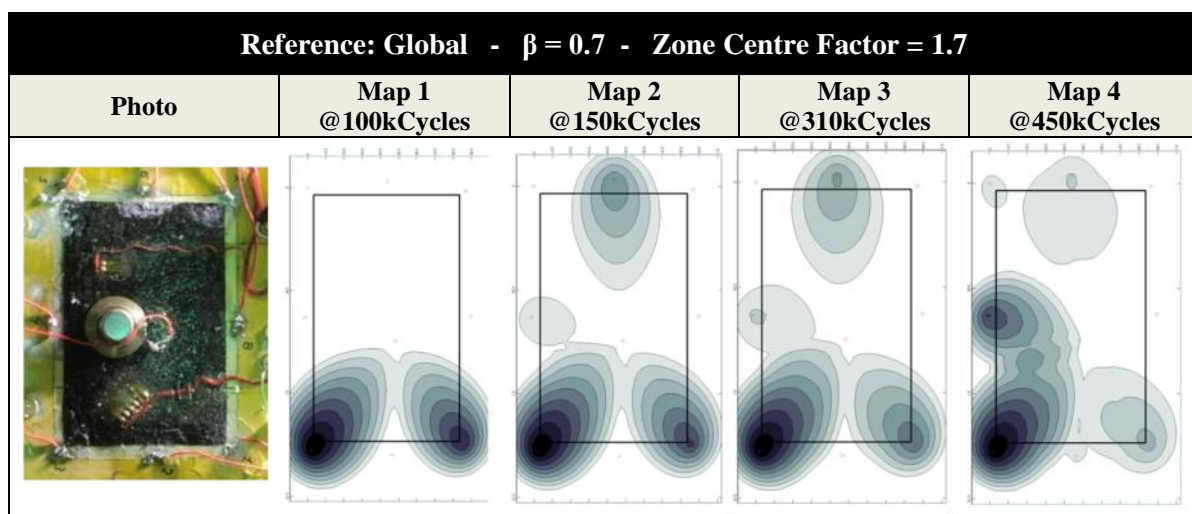 Reference: Global - β = 0.7 - Zone Centre Factor = 1.7
Photo
Map 1
@100kCycles
Map 2
@150kCycles
Map 3
@310kCycles
Map 4
@450kCycles